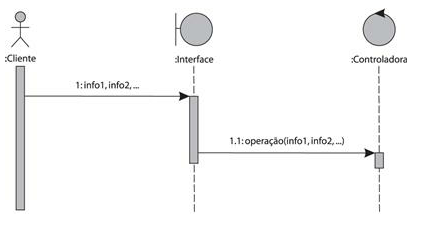 :Cliente
:Interface
:Controladora
1: info1, info2, ...
1.1: operação(info1, info2, ...)